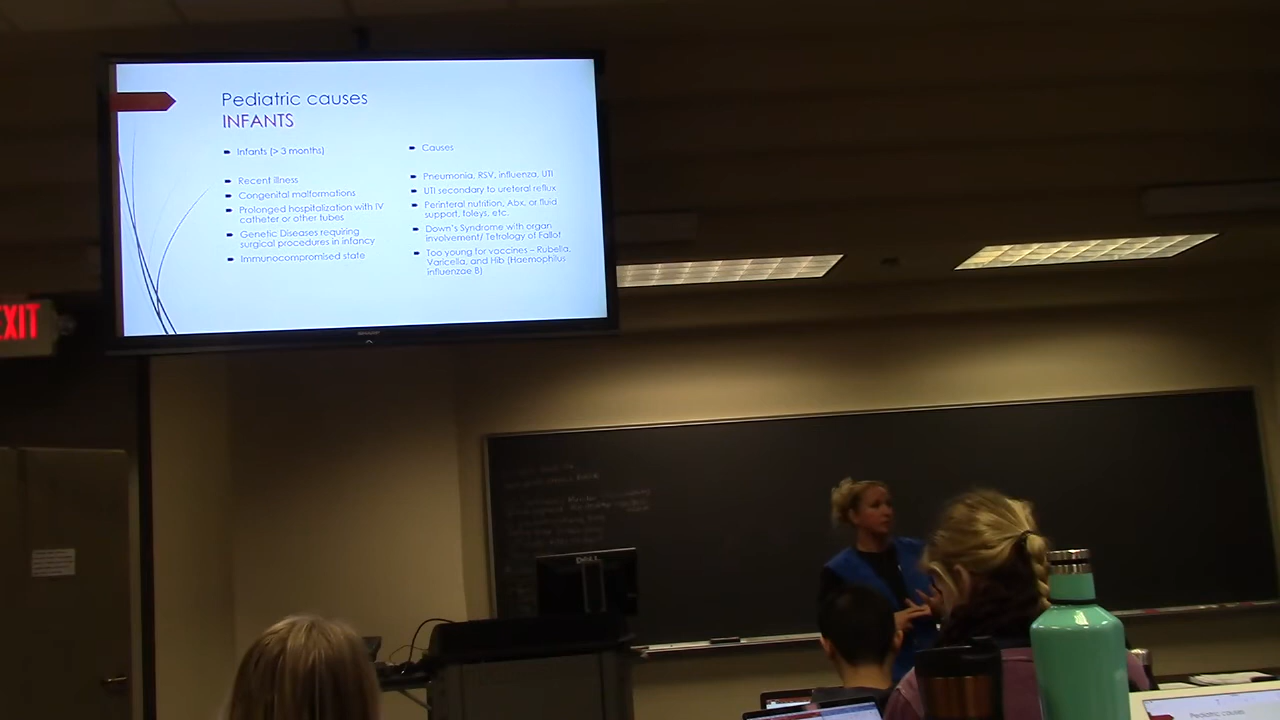 Pediatric causes
INFANTS
Infants (> 3 months)
Recent illness
Congenital malformations
Prolonged hospitalization with IV
catheter or other tubes
Genetic Diseases requiring
surgical procedures in infancy
Immunocompromised state
Causes
Pneumonia, RSV, influenza, UTI
UTI secondary to ureteral reflux
Perinteral nutrition, Abx, or fluid
support, foleys, etc.
Down's Syndrome with organ
involvement/ Tetrology of Fallot
Too young for vaccines – Rubella,
Varicella, and Hib (Haemophilus
influenzae B)
EXIT
DELL
Pediatric causes